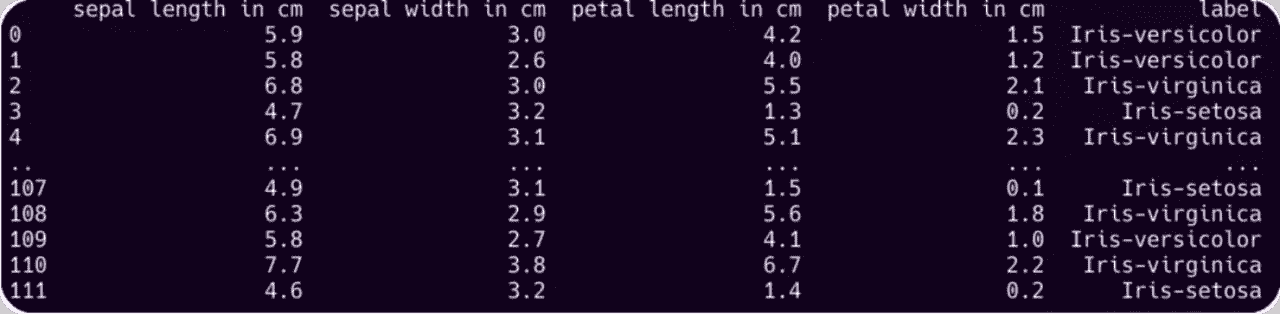 sepal length in cm sepal width in cm petal length in cm petal width in cm label
0 5.9 3.0 4.2 1.5 Iris-versicolor
1 5.8 2.6 4.0 1.2 Iris-versicolor
2 6.8 3.0 5.5 2.1 Iris-virginica
3 4.7 3.2 1.3 0.2 Iris-setosa
4 6.9 3.1 5.1 2.3 Iris-virginica
.. ... ... ... ... ...
107 4.9 3.1 1.5 0.1 Iris-setosa
108 6.3 2.9 5.6 1.8 Iris-virginica
109 5.8 2.7 4.1 1.0 Iris-versicolor
110 7.7 3.8 6.7 2.2 Iris-virginica
111 4.6 3.2 1.4 0.2 Iris-setosa